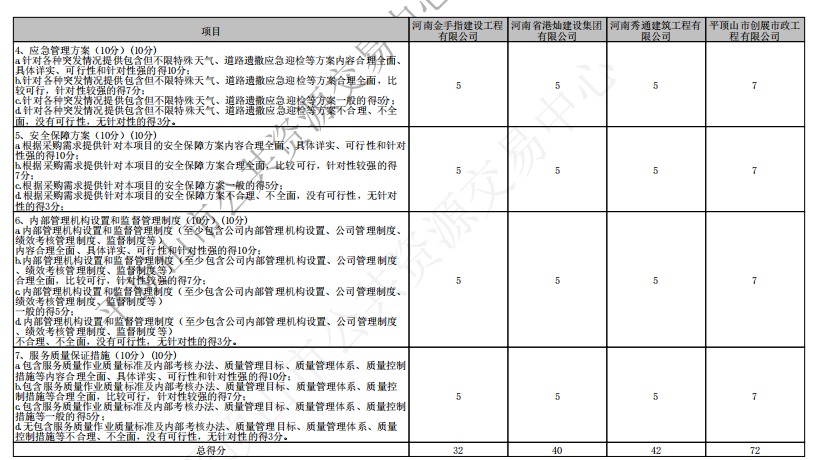 项目
河南金手指建设工程
有限公司
河南省港灿建设集团
有限公司
河南秀通建筑工程有
限公司
平顶山市创展市政工
程有限公司
4、应急管理方案（10分）(10分)
a.针对各种突发情况提供包含但不限特殊天气、道路遗撒应急迎检等方案内容合理全面、
具体详实、可行性和针对性强的得10分；
b.针对各种突发情况提供包含但不限特殊天气、道路遗撒应急迎检等方案合理全面，比
较可行，针对性较强的得7分；
c.针对各种突发情况提供包含但不限特殊天气、道路遗撒应急迎检等方案一般的得5分；
d.针对各种突发情况提供包含但不限特殊天气、道路遗撒应急迎检等方案不合理、不全
面，没有可行性，无针对性的得3分。
5 5 5 7
5、安全保障方案（10分）(10分)
a.根据采购需求提供针对本项目的安全保障方案内容合理全面、具体详实、可行性和针对
性强的得10分；
b.根据采购需求提供针对本项目的安全保障方案合理全面，比较可行，针对性较强的得
7分；
c.根据采购需求提供针对本项目的安全保障方案一般的得5分；
d.根据采购需求提供针对本项目的安全保障方案不合理、不全面，没有可行性，无针对
性的得3分；
5 5 5 7
6、内部管理机构设置和监督管理制度（10分）(10分)
a.内部管理机构设置和监督管理制度（至少包含公司内部管理机构设置、公司管理制度、
绩效考核管理制度、监督制度等）
内容合理全面、具体详实、可行性和针对性强的得10分；
b.内部管理机构设置和监督管理制度（至少包含公司内部管理机构设置、公司管理制度
、绩效考核管理制度、监督制度等）
合理全面，比较可行，针对性较强的得7分；
c.内部管理机构设置和监督管理制度（至少包含公司内部管理机构设置、公司管理制度、
绩效考核管理制度、监督制度等）
一般的得5分；
d.内部管理机构设置和监督管理制度（至少包含公司内部管理机构设置、公司管理制度
、绩效考核管理制度、监督制度等）
不合理、不全面，没有可行性，无针对性的得3分。
5 5 5 7
7、服务质量保证措施（10分）(10分)
a.包含服务质量作业质量标准及内部考核办法、质量管理目标、质量管理体系、质量控制
措施等内容合理全面、具体详实、可行性和针对性强的得10分；
b.包含服务质量作业质量标准及内部考核办法、质量管理目标、质量管理体系、质量控
制措施等合理全面，比较可行，针对性较强的得7分；
c.包含服务质量作业质量标准及内部考核办法、质量管理目标、质量管理体系、质量控制
措施等一般的得5分；
d.无包含服务质量作业质量标准及内部考核办法、质量管理目标、质量管理体系、质量
控制措施等不合理、不全面，没有可行性，无针对性的得3分。
5 5 5 7
总得分 32 40 42 72